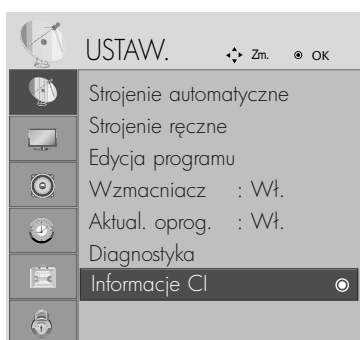 USTAW. Zm. OK
Strojenie automatyczne
Strojenie ręczne
Edycja programu
Wzmacniacz : Wł.
Aktual. oprog. : Wł.
Diagnostyka
Informacje CI